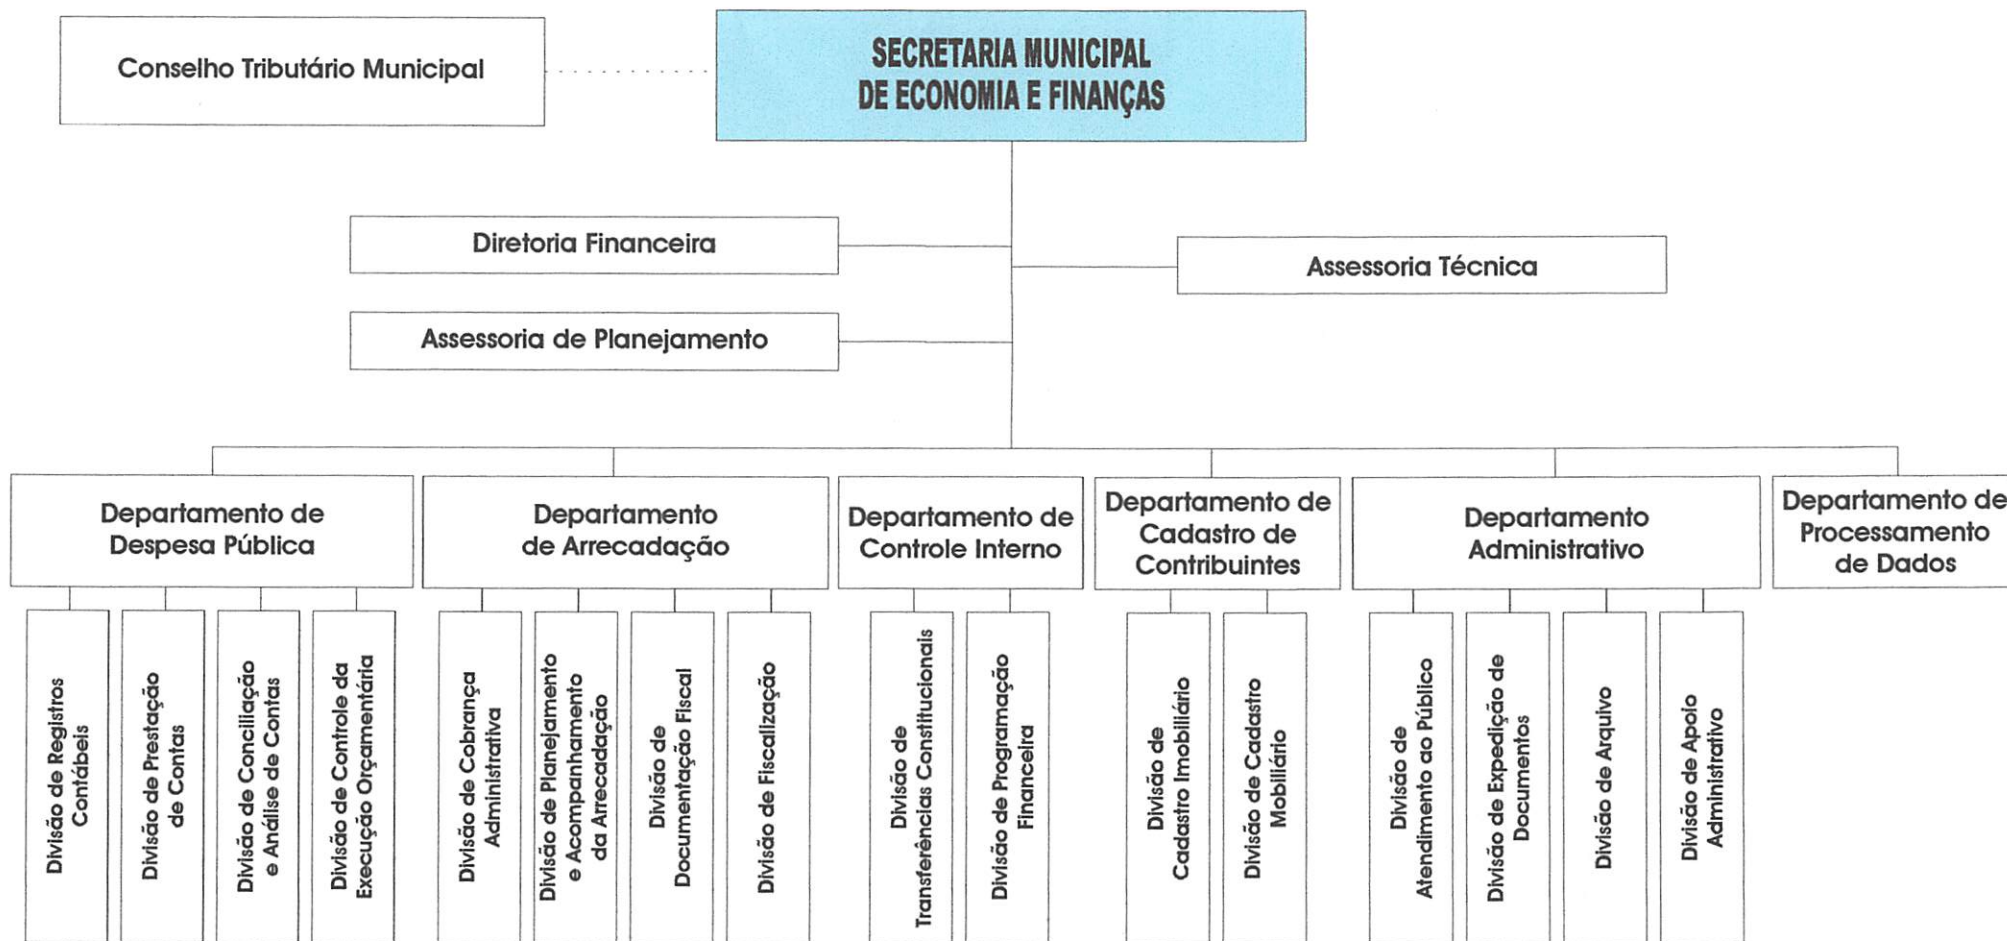 Conselho Tributário Municipal
SECRETARIA MUNICIPAL
DE ECONOMIA E FINANÇAS
Diretoria Financeira
Assessoria Técnica
Assessoria de Planejamento
Departamento de
Despesa Pública
Departamento
de Arrecadação
Departamento de
Controle Interno
Departamento de
Cadastro de
Contribuintes
Departamento
Administrativo
Departamento de
Processamento
de Dados
Divisão de Registros
Contábeis
Divisão de Prestação
de Contas
Divisão de Conciliação
e Análise de Contas
Divisão de Controle da
Execução Orçamentária
Divisão de Cobrança
Administrativa
Divisão de Planejamento
e Acompanhamento
da Arrecadação
Divisão de
Documentação Fiscal
Divisão de Fiscalização
Divisão de
Transferências Constitucionais
Divisão de Programação
Financeira
Divisão de
Cadastro Imobiliário
Divisão de Cadastro
Mobiliário
Divisão de
Atendimento ao Público
Divisão de Expedição de
Documentos
Divisão de Arquivo
Divisão de Apoio
Administrativo